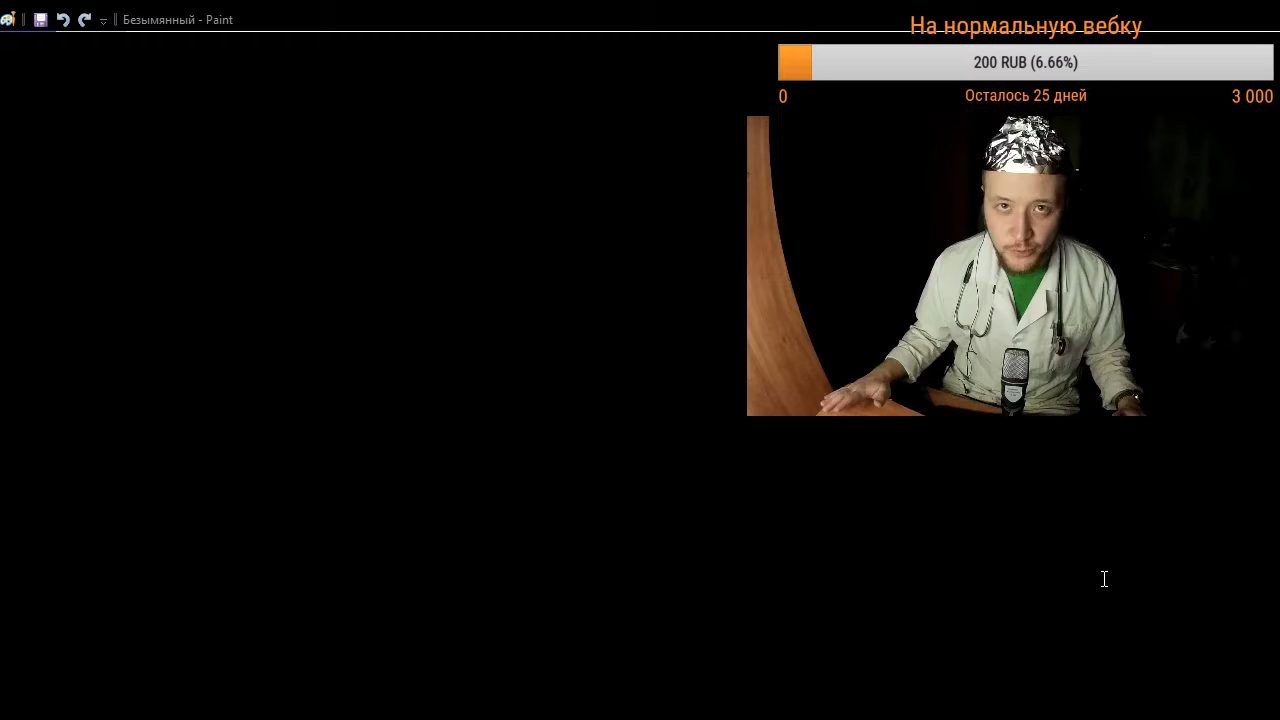 Безымянный - Paint
На нормальную вебку
200 RUB (6.66%)
0
Осталось 25 дней
3 000